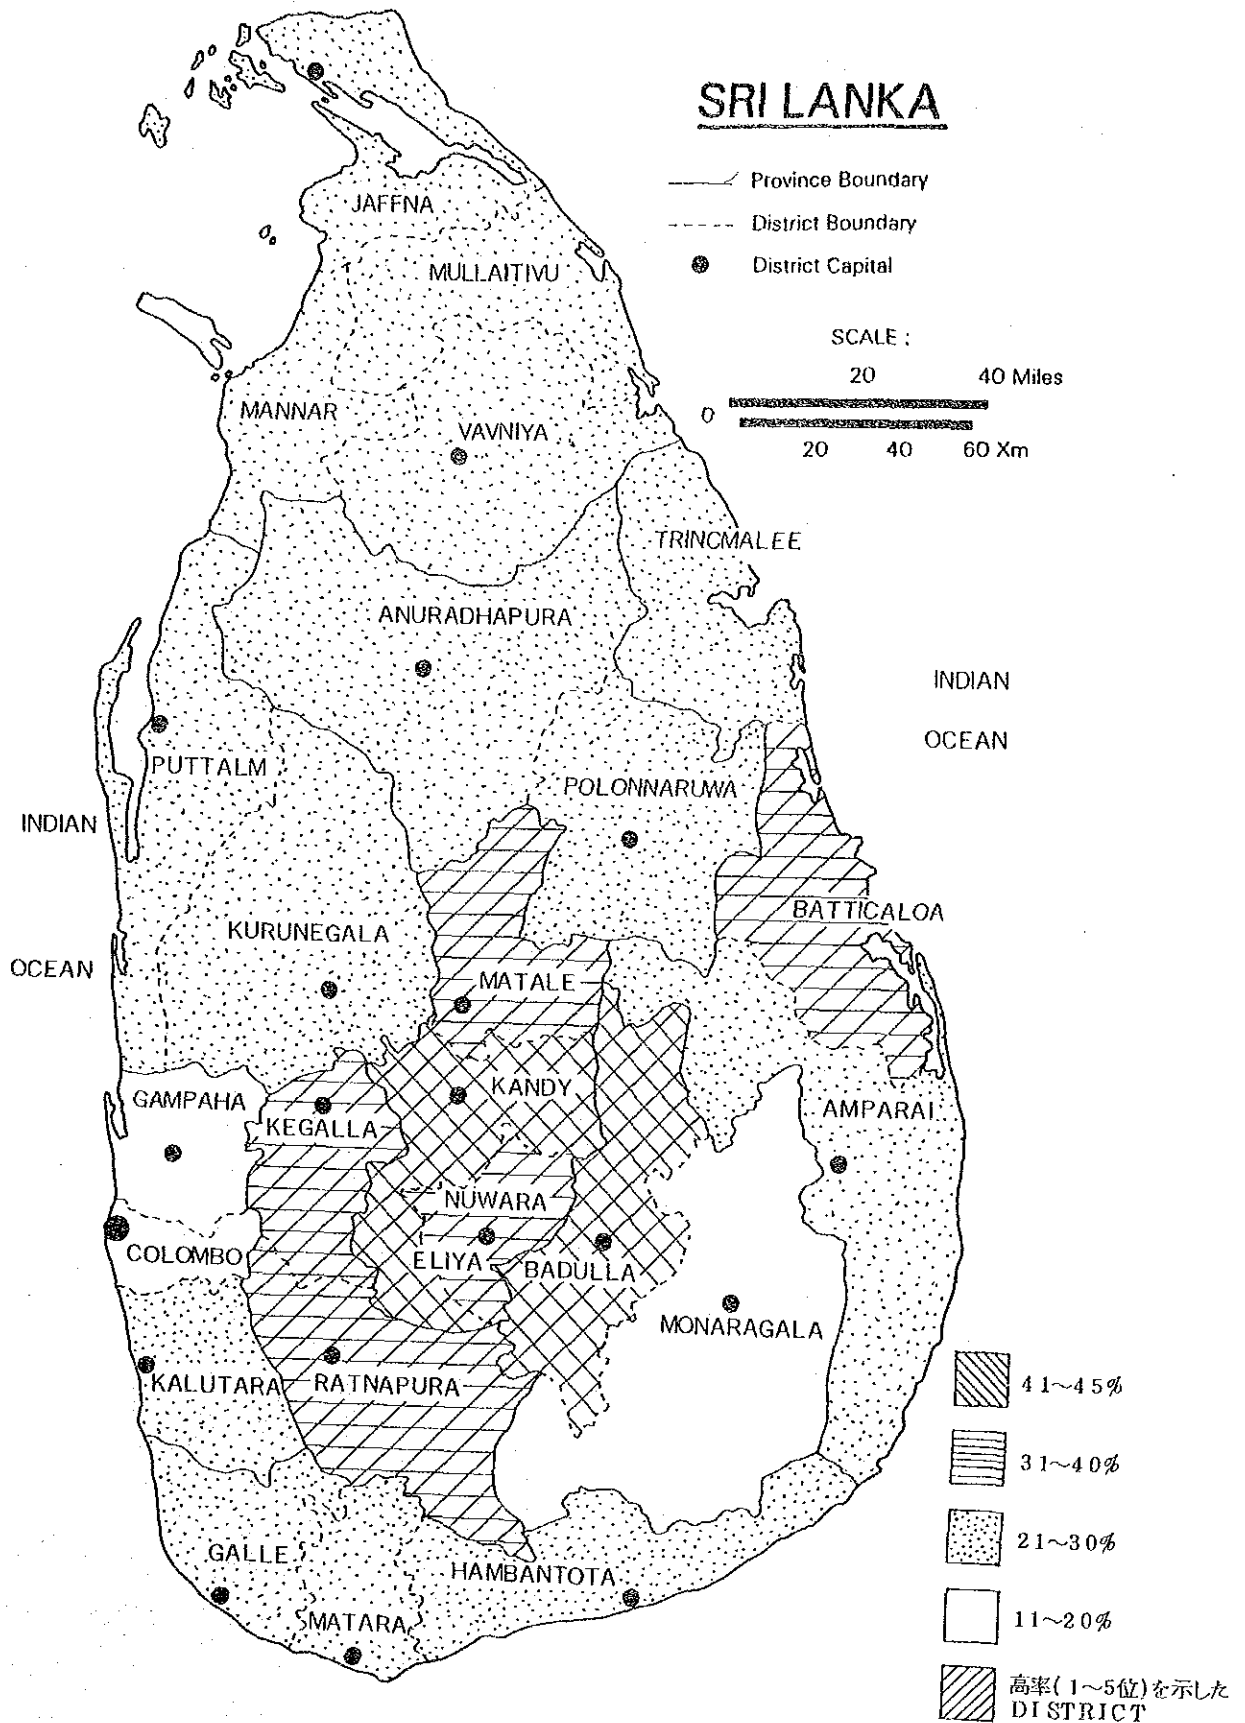 SRI LANKA
Province Boundary
District Boundary
District Capital
SCALE :
20 40 Miles
0
20 40 60 Xm
JAFFNA
MULLAITIVU
MANNAR
VAVNIYA
TRINCMALEE
ANURADHAPURA
INDIAN
OCEAN
PUTTALM
POLONNARUWA
INDIAN
OCEAN
BATTICALOA
KURUNEGALA
MATALE
KANDY
GAMPAHA
KEGALLA
AMPARAI
NUWARA
ELIYA
COLOMBO
BADULLA
MONARAGALA
KALUTARA
RATNAPURA
GALLE
HAMBANTOTA
MATARA
41~45%
31~40%
21~30%
11~20%
高率(1~5位)を示した
DISTRICT